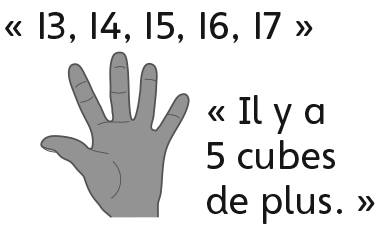 « 13, 14, 15, 16, 17 »
« Il y a
5 cubes
de plus. »